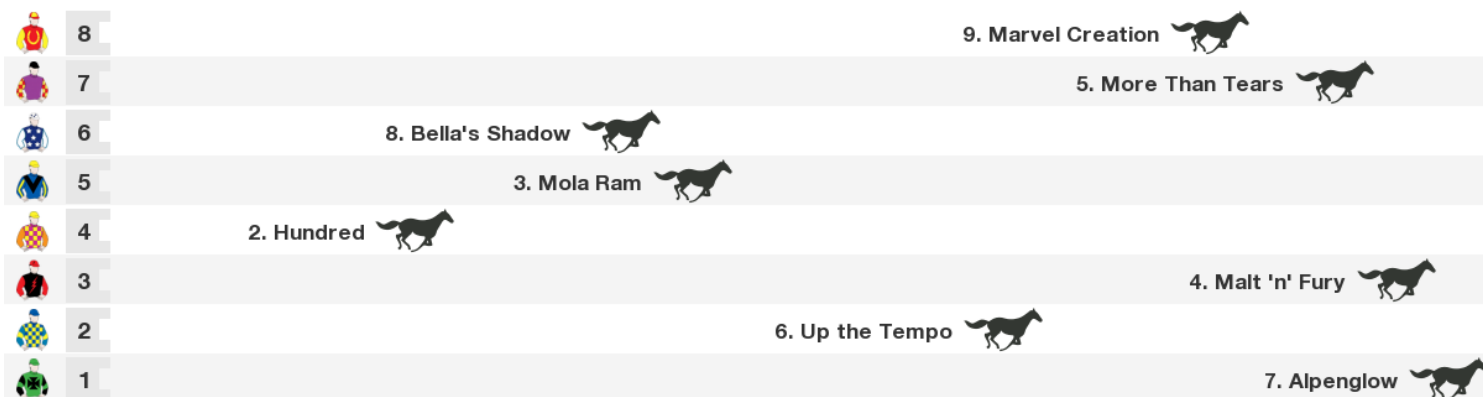 8 9. Marvel Creation
7 5. More Than Tears
6 8. Bella's Shadow
5 3. Mola Ram
4 2. Hundred
3 4. Malt 'n' Fury
2 6. Up the Tempo
1 7. Alpenglow